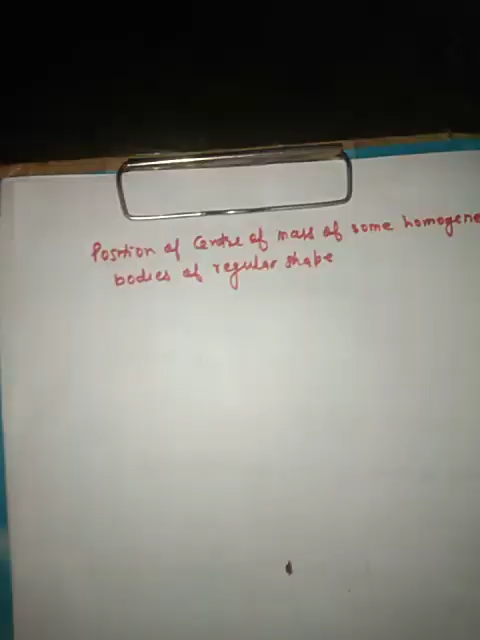 Position of Centre of mass of some homogene
bodies of regular shape